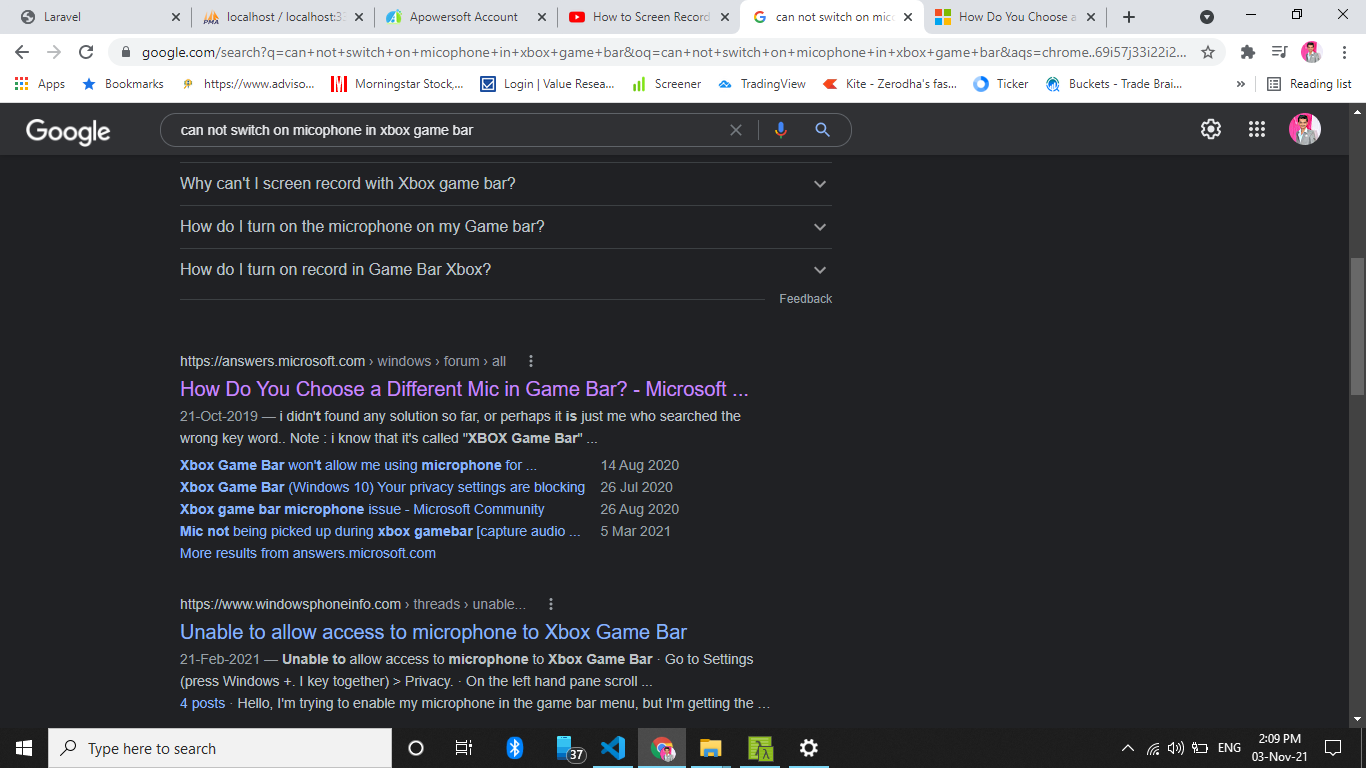 Laravel
localhost / localhost:33
Apowersoft Account
How to Screen Record
can not switch on micr
How Do You Choose a
google.com/search?q=can+not+switch+on+micophone+in+xbox+game+bar&oq=can+not+switch+on+micophone+in+xbox+game+bar&aqs=chrome..69i57j33i22i2...
Apps
Bookmarks
https://www.adviso...
Morningstar Stock,...
Login | Value Resea...
Screener
TradingView
Kite - Zerodha's fas...
Ticker
Buckets - Trade Brai...
»
Reading list
Google
can not switch on micophone in xbox game bar
Why can't I screen record with Xbox game bar?
How do I turn on the microphone on my Game bar?
How do I turn on record in Game Bar Xbox?
Feedback
https://answers.microsoft.com › windows › forum › all
How Do You Choose a Different Mic in Game Bar? - Microsoft ...
21-Oct-2019 — i didn't found any solution so far, or perhaps it is just me who searched the
wrong key word.. Note : i know that it's called "XBOX Game Bar" ...
Xbox Game Bar won't allow me using microphone for ... 14 Aug 2020
Xbox Game Bar (Windows 10) Your privacy settings are blocking 26 Jul 2020
Xbox game bar microphone issue - Microsoft Community 26 Aug 2020
Mic not being picked up during xbox gamebar [capture audio ... 5 Mar 2021
More results from answers.microsoft.com
https://www.windowsphoneinfo.com › threads › unable...
Unable to allow access to microphone to Xbox Game Bar
21-Feb-2021 — Unable to allow access to microphone to Xbox Game Bar · Go to Settings
(press Windows +. I key together) > Privacy. · On the left hand pane scroll ...
4 posts · Hello, I'm trying to enable my microphone in the game bar menu, but I'm getting the ...
Type here to search
37
ENG
2:09 PM
03-Nov-21